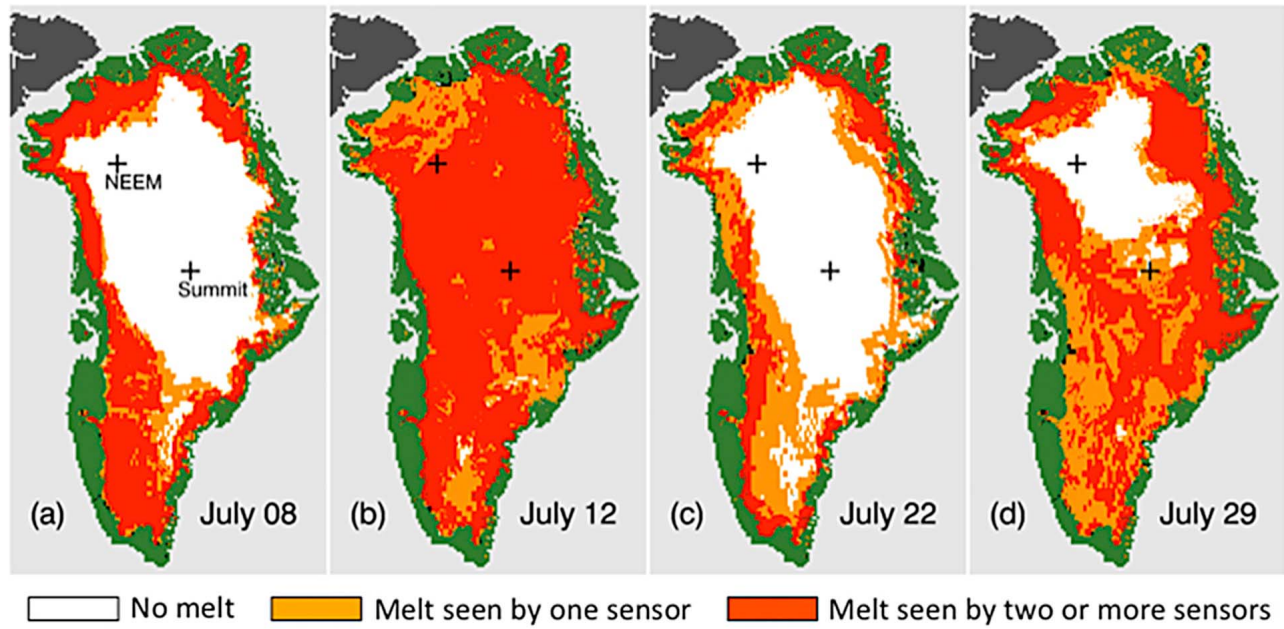 NEEM
Summit
(a) July 08
(b) July 12
(c) July 22
(d) July 29
No melt
Melt seen by one sensor
Melt seen by two or more sensors